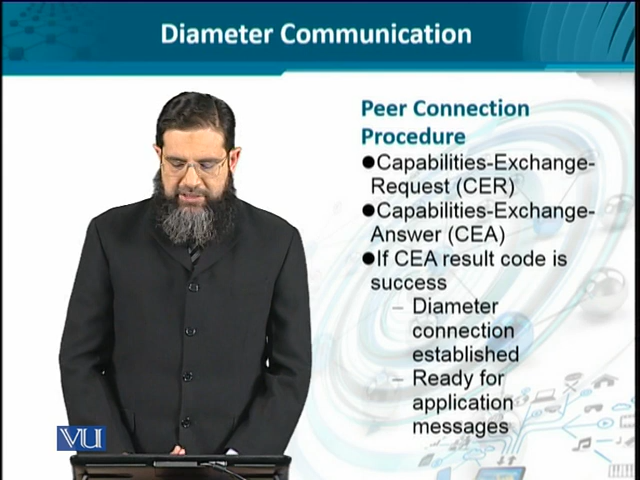 Diameter Communication
Peer Connection
Procedure
●Capabilities-Exchange-
Request (CER)
●Capabilities-Exchange-
Answer (CEA)
●If CEA result code is
success
– Diameter
connection
established
– Ready for
application
messages
VU